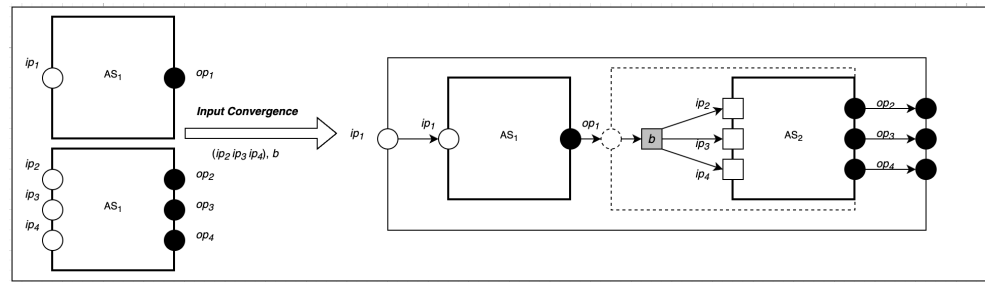 ip₁
AS₁
op₁
ip₂
ip₃
ip₄
AS₁
op₂
op₃
op₄
Input Convergence
(ip₂ ip₃ ip₄), b
ip₁
ip₁
AS₁
op₁
b
ip₂
ip₃
ip₄
AS₂
op₂
op₃
op₄